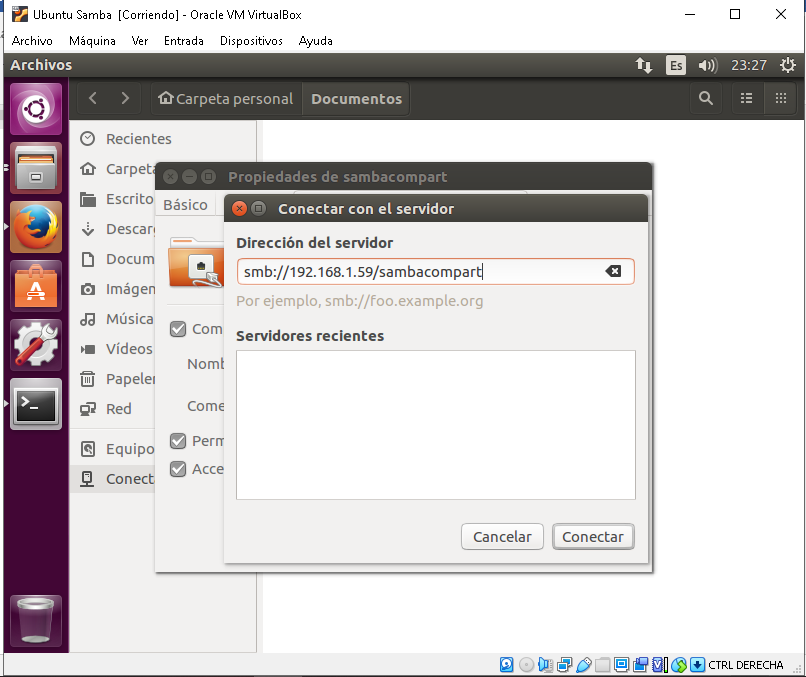 Ubuntu Samba [Corriendo] - Oracle VM VirtualBox
Archivo Máquina Ver Entrada Dispositivos Ayuda
Archivos Es 23:27
Carpeta personal Documentos
Recientes
Carpeta
Escrito
Descar
Docum
Imágen
Música
Vídeos
Papeler
Red
Equipo
Conect
Propiedades de sambacompart
Básico
Com
Nomb
Come
Perm
Acce
Conectar con el servidor
Dirección del servidor
smb://192.168.1.59/sambacompart
Por ejemplo, smb://foo.example.org
Servidores recientes
Cancelar Conectar
CTRL DERECHA